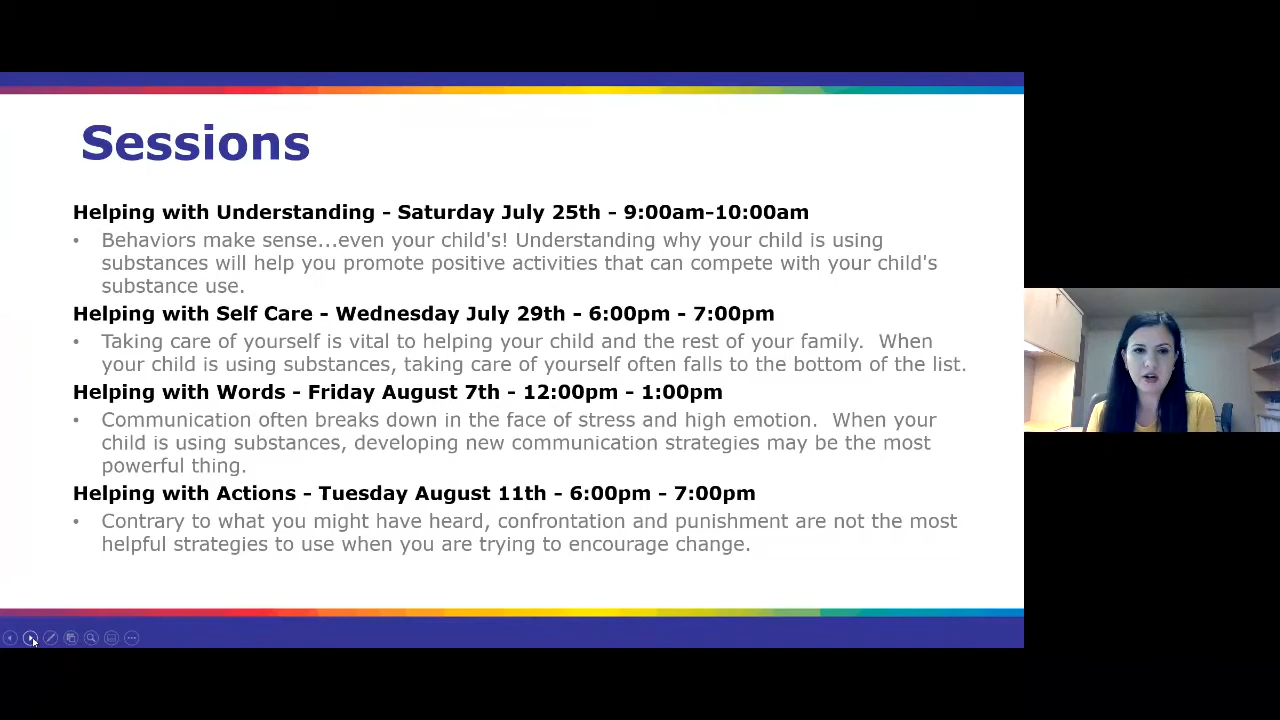 Sessions
Helping with Understanding - Saturday July 25th - 9:00am-10:00am
• Behaviors make sense...even your child's! Understanding why your child is using
substances will help you promote positive activities that can compete with your child's
substance use.
Helping with Self Care - Wednesday July 29th - 6:00pm - 7:00pm
• Taking care of yourself is vital to helping your child and the rest of your family.  When
your child is using substances, taking care of yourself often falls to the bottom of the list.
Helping with Words - Friday August 7th - 12:00pm - 1:00pm
• Communication often breaks down in the face of stress and high emotion.  When your
child is using substances, developing new communication strategies may be the most
powerful thing.
Helping with Actions - Tuesday August 11th - 6:00pm - 7:00pm
• Contrary to what you might have heard, confrontation and punishment are not the most
helpful strategies to use when you are trying to encourage change.